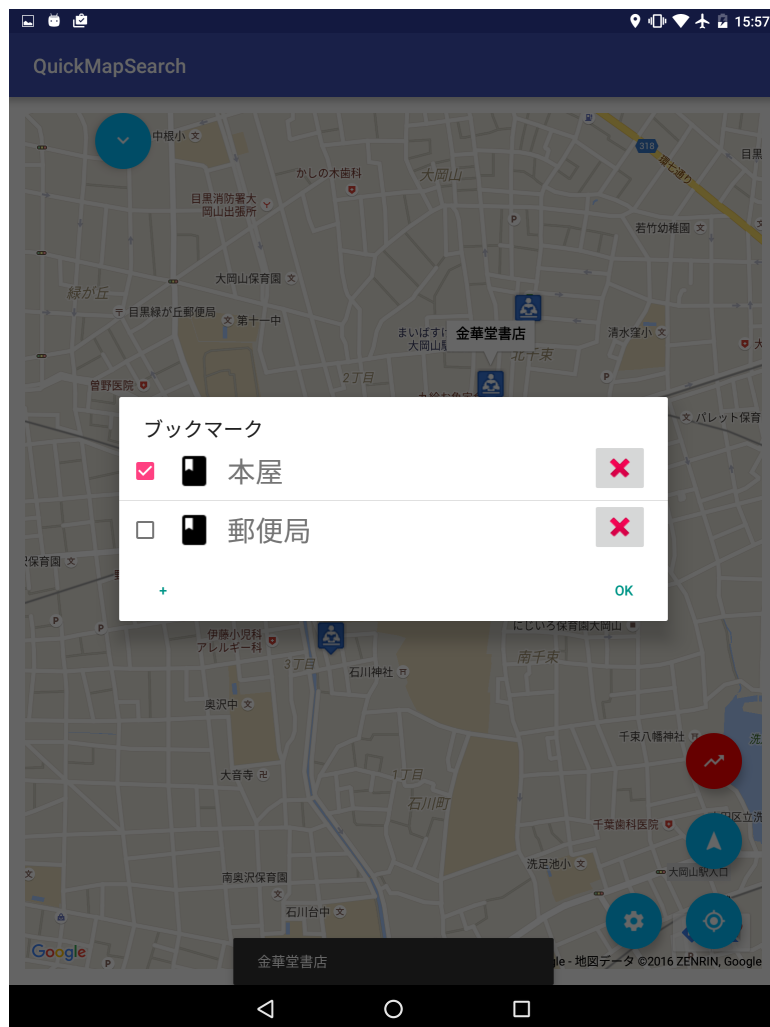 15:57
QuickMapSearch
中根小
318
環七通り
目黒
かしの木歯科
大岡山
目黒消防署大
岡山出張所
P
若竹幼稚園
大岡山保育園
緑が丘
目黒緑が丘郵便局
第十一中
まいばすけ
大岡山駅
金華堂書店
北千束
清水窪小
大
2丁目
曽野医院
P
パレット保育
ブックマーク
本屋
郵便局
+
OK
保育園
P
P
伊藤小児科
アレルギー科
にじいろ保育園大岡山
3丁目
石川神社
南千束
奥沢中
千束八幡神社
洗
大音寺
1丁目
石川町
千葉歯科医院
区立洗
洗足池小
大岡山駅入口
南奥沢保育園
石川台中
Google
P
金華堂書店
gle - 地図データ ©2016 ZENRIN, Google